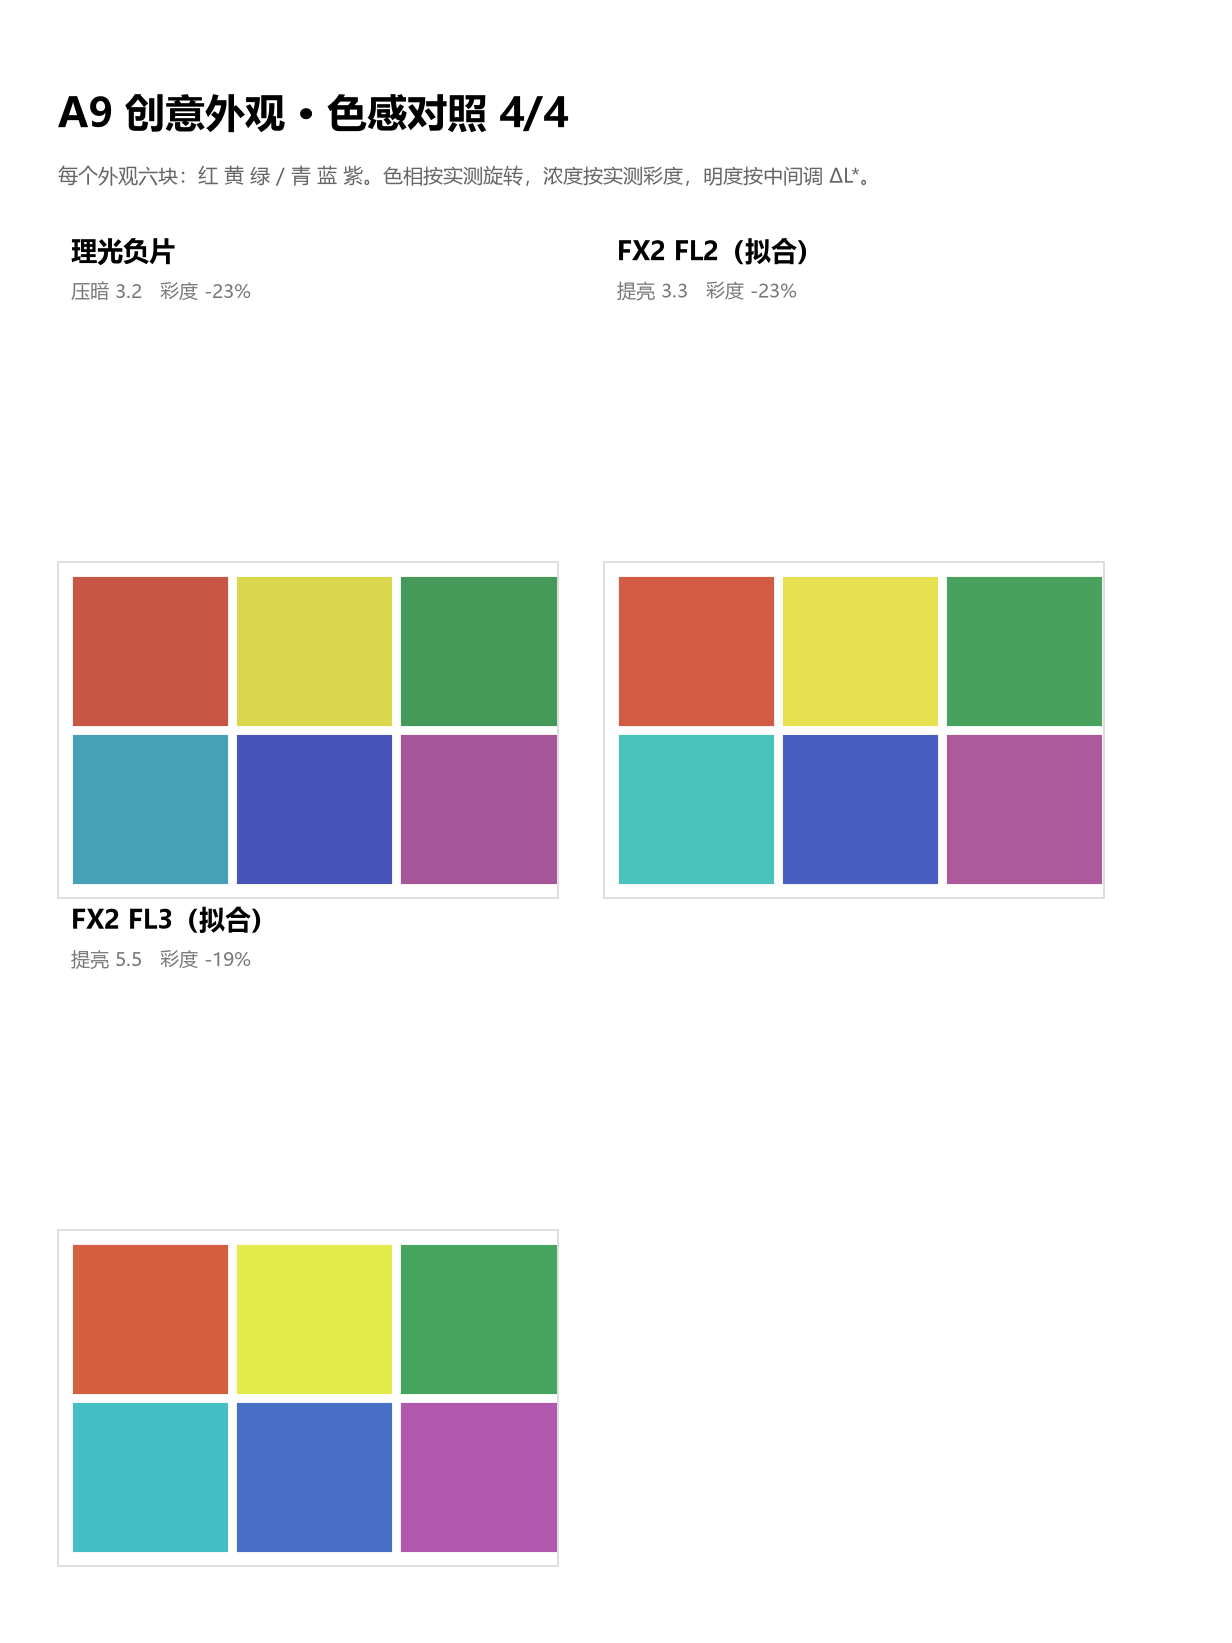 A9 创意外观 • 色感对照 4/4
每个外观六块：红 黄 绿 / 青 蓝 紫。色相按实测旋转，浓度按实测彩度，明度按中间调 ΔL*。
理光负片
压暗 3.2 彩度 -23%
FX2 FL2（拟合）
提亮 3.3 彩度 -23%
FX2 FL3（拟合）
提亮 5.5 彩度 -19%